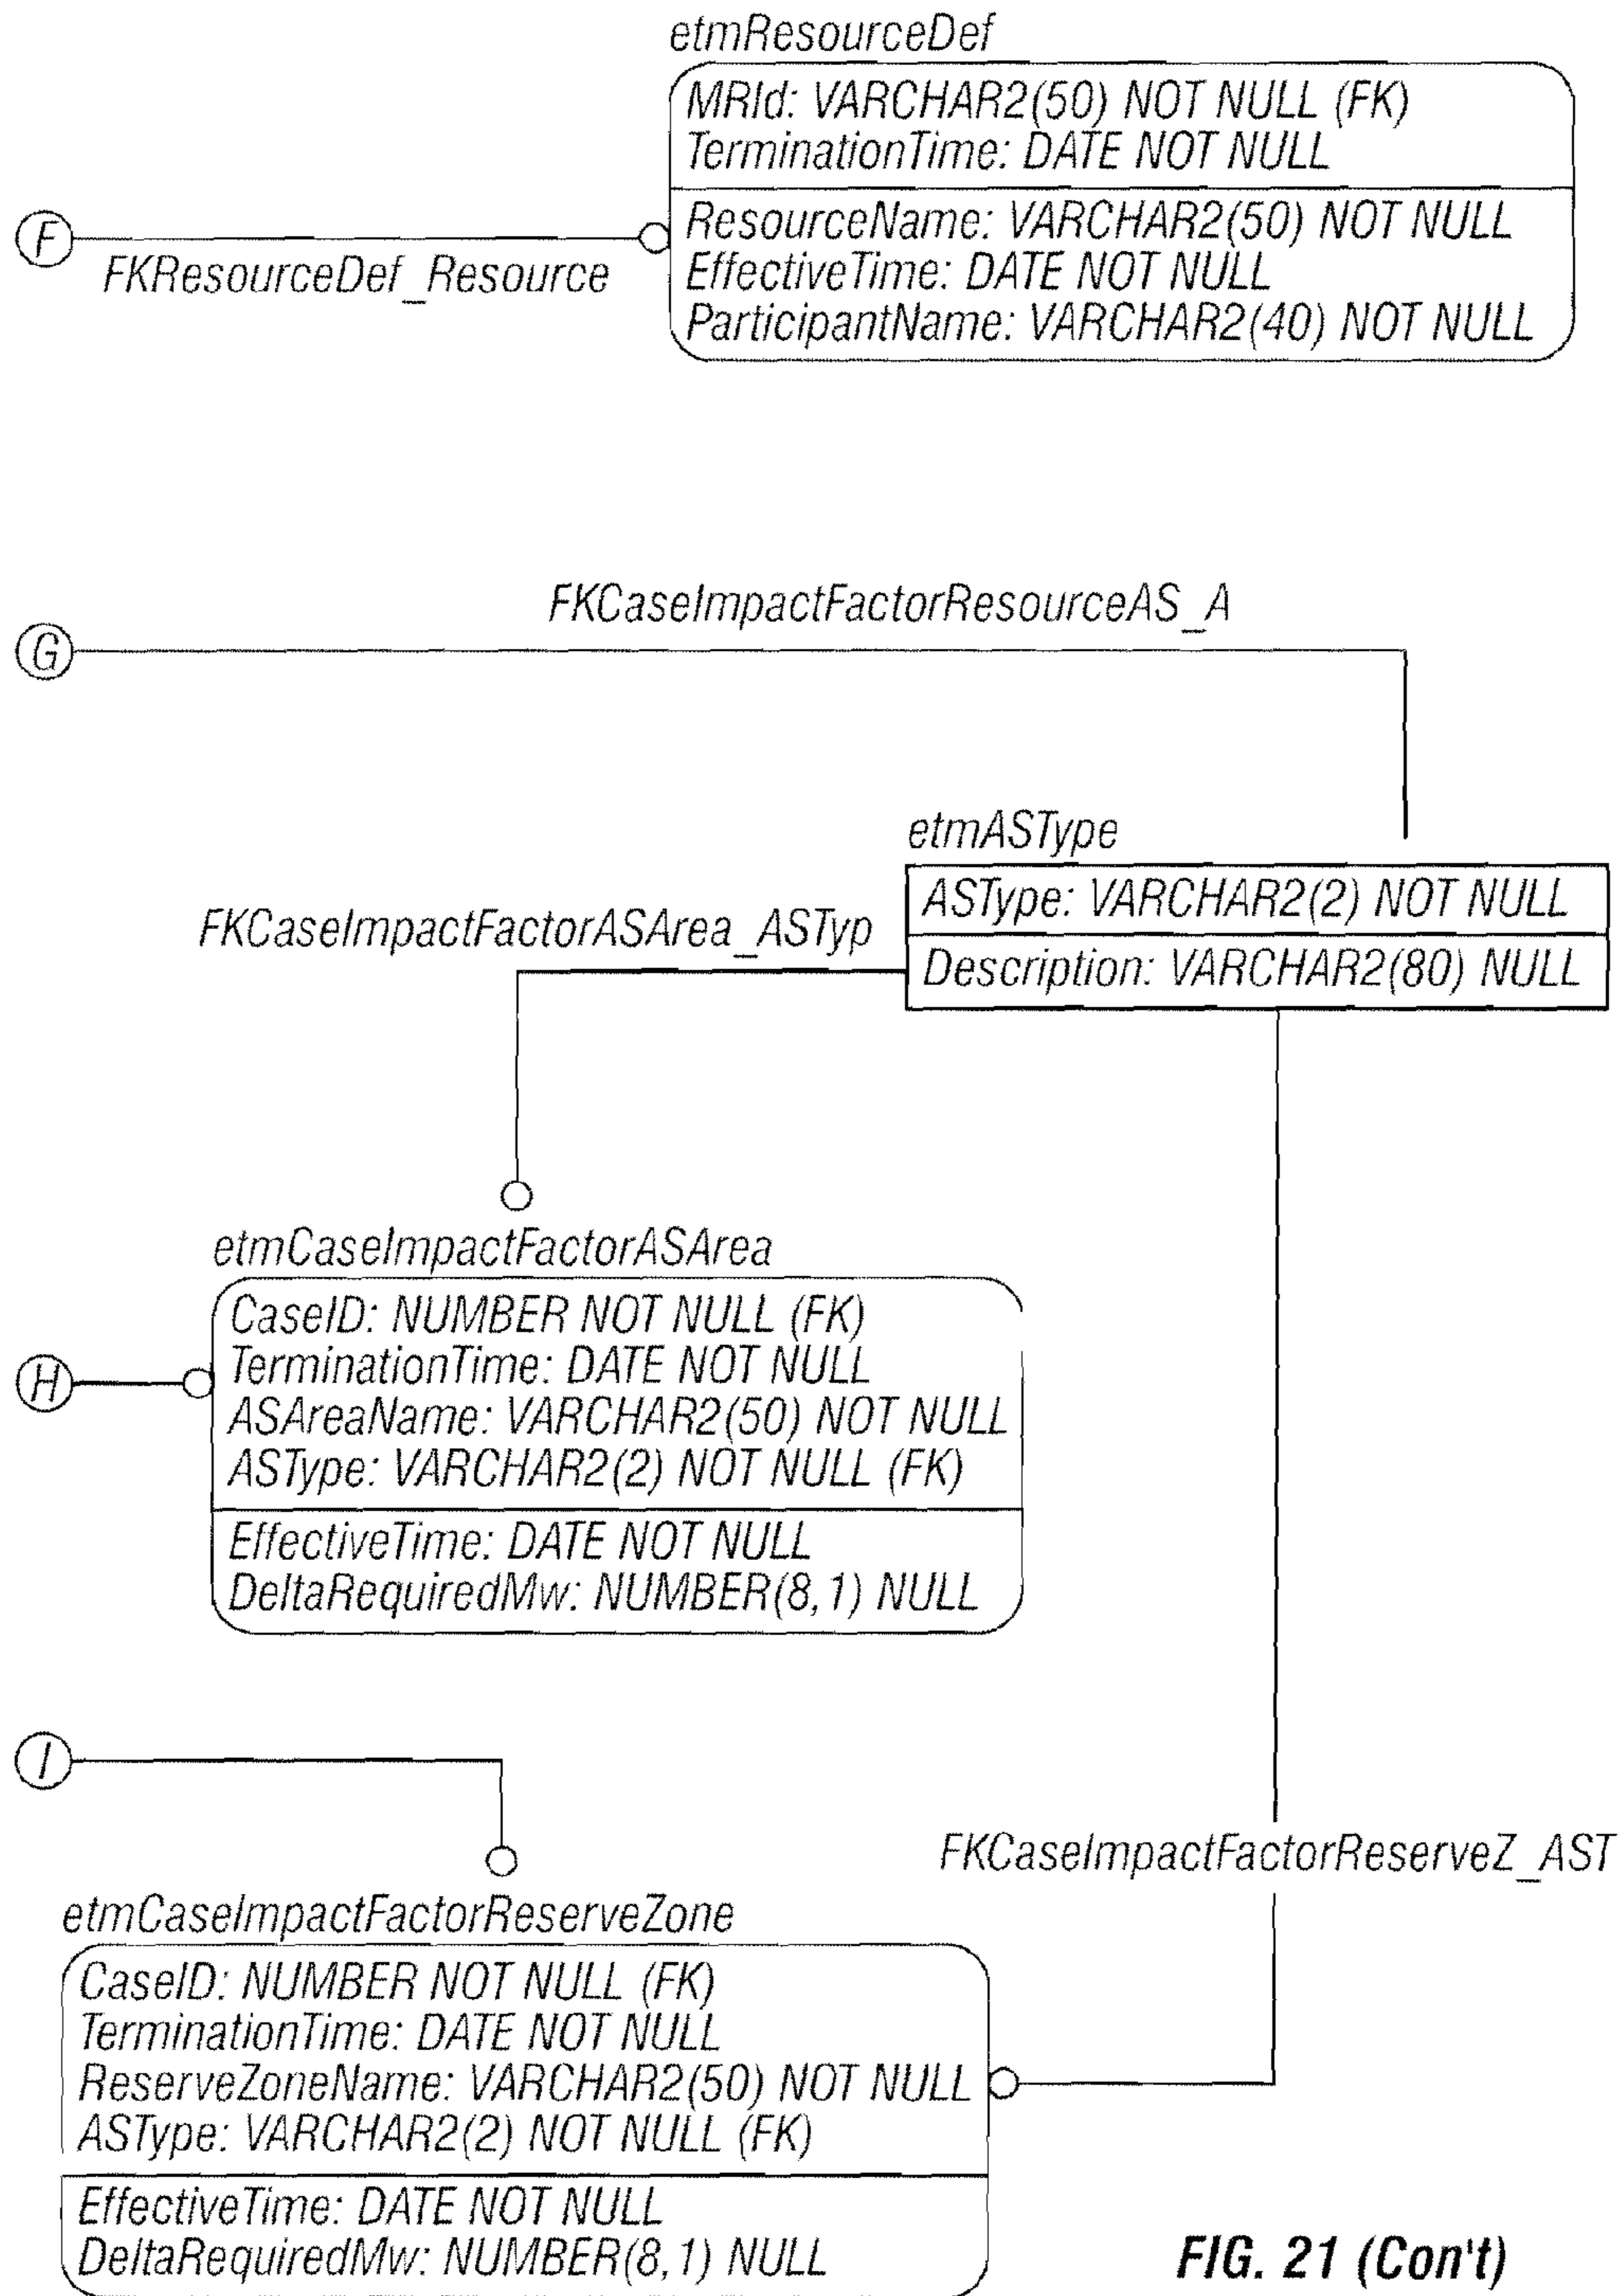 etmResourceDef
MRId: VARCHAR2(50) NOT NULL (FK)
TerminationTime: DATE NOT NULL
ResourceName: VARCHAR2(50) NOT NULL
EffectiveTime: DATE NOT NULL
ParticipantName: VARCHAR2(40) NOT NULL
F
FKResourceDef_Resource
FKCaseImpactFactorResourceAS_A
G
etmASType
ASType: VARCHAR2(2) NOT NULL
Description: VARCHAR2(80) NULL
FKCaseImpactFactorASArea_ASTyp
etmCaseImpactFactorASArea
CaseID: NUMBER NOT NULL (FK)
TerminationTime: DATE NOT NULL
ASAreaName: VARCHAR2(50) NOT NULL
ASType: VARCHAR2(2) NOT NULL (FK)
EffectiveTime: DATE NOT NULL
DeltaRequiredMw: NUMBER(8,1) NULL
H
I
FKCaseImpactFactorReserveZ_AST
etmCaseImpactFactorReserveZone
CaseID: NUMBER NOT NULL (FK)
TerminationTime: DATE NOT NULL
ReserveZoneName: VARCHAR2(50) NOT NULL
ASType: VARCHAR2(2) NOT NULL (FK)
EffectiveTime: DATE NOT NULL
DeltaRequiredMw: NUMBER(8,1) NULL
FIG. 21 (Con't)